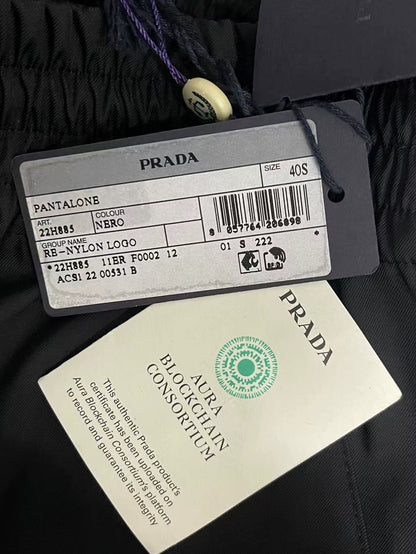 PRADA
SIZE
40S
PANTALONE
ART.
COLOUR
22H885
NERO
GROUP NAME
RE-NYLON LOGO
*22H885 11ER F0002 12
01 S 222
ACS1 22 00531 B
8 057764 206898
PRADA
AURA
BLOCKCHAIN
CONSORTIUM
This authentic Prada product's
certificate has been uploaded on
Aura Blockchain Consortium's platform
to record and guarantee its integrity